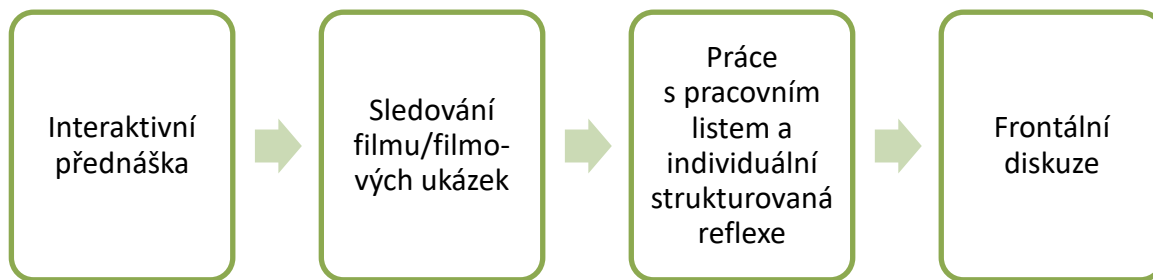 Interaktivní
přednáška
Sledování
filmu/filmo-
vých ukázek
Práce
s pracovním
listem a
individuální
strukturovaná
reflexe
Frontální
diskuze